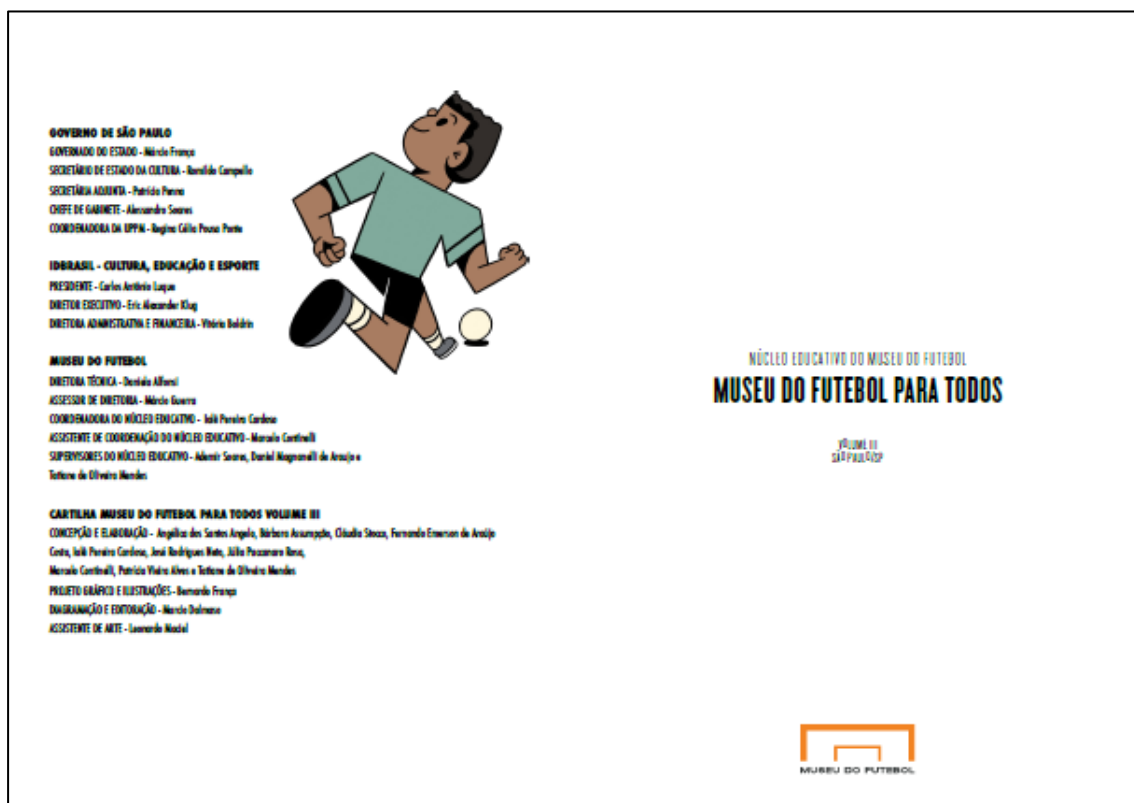 GOVERNO DE SÃO PAULO
GOVERNADO DO ESTADO - Márcio França
SECRETÁRIO DE ESTADO DA CULTURA - Romildo Campello
SECRETÁRIA ADJUNTA - Patrícia Penna
CHEFE DE GABINETE - Alessandro Soares
COORDENADORA DA UPPM - Regina Célia Pousa Ponte
IDBRASIL - CULTURA, EDUCAÇÃO E ESPORTE
PRESIDENTE - Carlos Antônio Luque
DIRETOR EXECUTIVO - Eric Alexander Klug
DIRETORA ADMINISTRATIVA E FINANCEIRA - Vitória Boldrin
MUSEU DO FUTEBOL
DIRETORA TÉCNICA - Daniela Alfonsi
ASSESSOR DE DIRETORIA - Márcio Guerra
COORDENADORA DO NÚCLEO EDUCATIVO - Ialê Pereira Cardoso
ASSISTENTE DE COORDENAÇÃO DO NÚCLEO EDUCATIVO - Marcelo Continelli
SUPERVISORES DO NÚCLEO EDUCATIVO - Ademir Soares, Daniel Magnanelli de Araujo e
Tatiane de Oliveira Mendes
CARTILHA MUSEU DO FUTEBOL PARA TODOS VOLUME III
CONCEPÇÃO E ELABORAÇÃO - Angélica dos Santos Angelo, Bárbara Assumpção, Cláudia Stocco, Fernando Emerson de Araújo
Costa, Ialê Pereira Cardoso, José Rodrigues Neto, Júlia Paccanaro Rosa,
Marcelo Continelli, Patrícia Vieira Alves e Tatiane de Oliveira Mendes
PROJETO GRÁFICO E ILUSTRAÇÕES - Bernardo França
DIAGRAMAÇÃO E EDITORAÇÃO - Marcio Dalmaso
ASSISTENTE DE ARTE - Leonardo Maciel
NÚCLEO EDUCATIVO DO MUSEU DO FUTEBOL
MUSEU DO FUTEBOL PARA TODOS
VOLUME III
SÃO PAULO/SP
MUSEU DO FUTEBOL